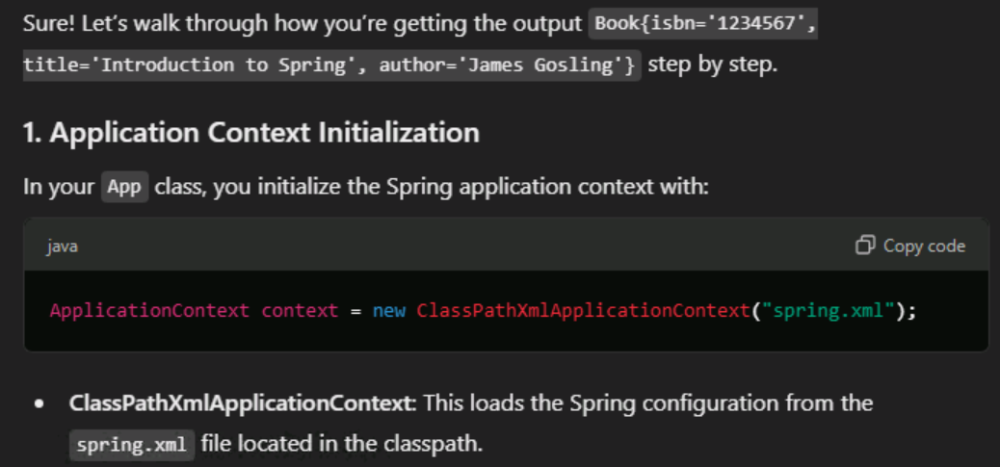 Sure! Let’s walk through how you’re getting the output Book{isbn='1234567',
title='Introduction to Spring', author='James Gosling'} step by step.
1. Application Context Initialization
In your App class, you initialize the Spring application context with:
java Copy code
ApplicationContext context = new ClassPathXmlApplicationContext("spring.xml");
• ClassPathXmlApplicationContext: This loads the Spring configuration from the
spring.xml file located in the classpath.